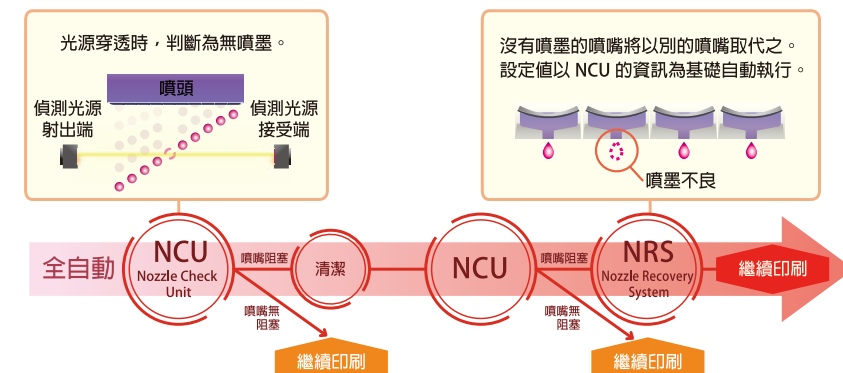 光源穿透時，判斷為無噴墨。
噴頭
偵測光源
射出端
偵測光源
接受端
沒有噴墨的噴嘴將以別的噴嘴取代之。
設定值以 NCU 的資訊為基礎自動執行。
噴墨不良
全自動
NCU
Nozzle Check
Unit
噴嘴阻塞
清潔
NCU
噴嘴阻塞
NRS
Nozzle Recovery
System
繼續印刷
噴嘴無
阻塞
繼續印刷
噴嘴無
阻塞
繼續印刷